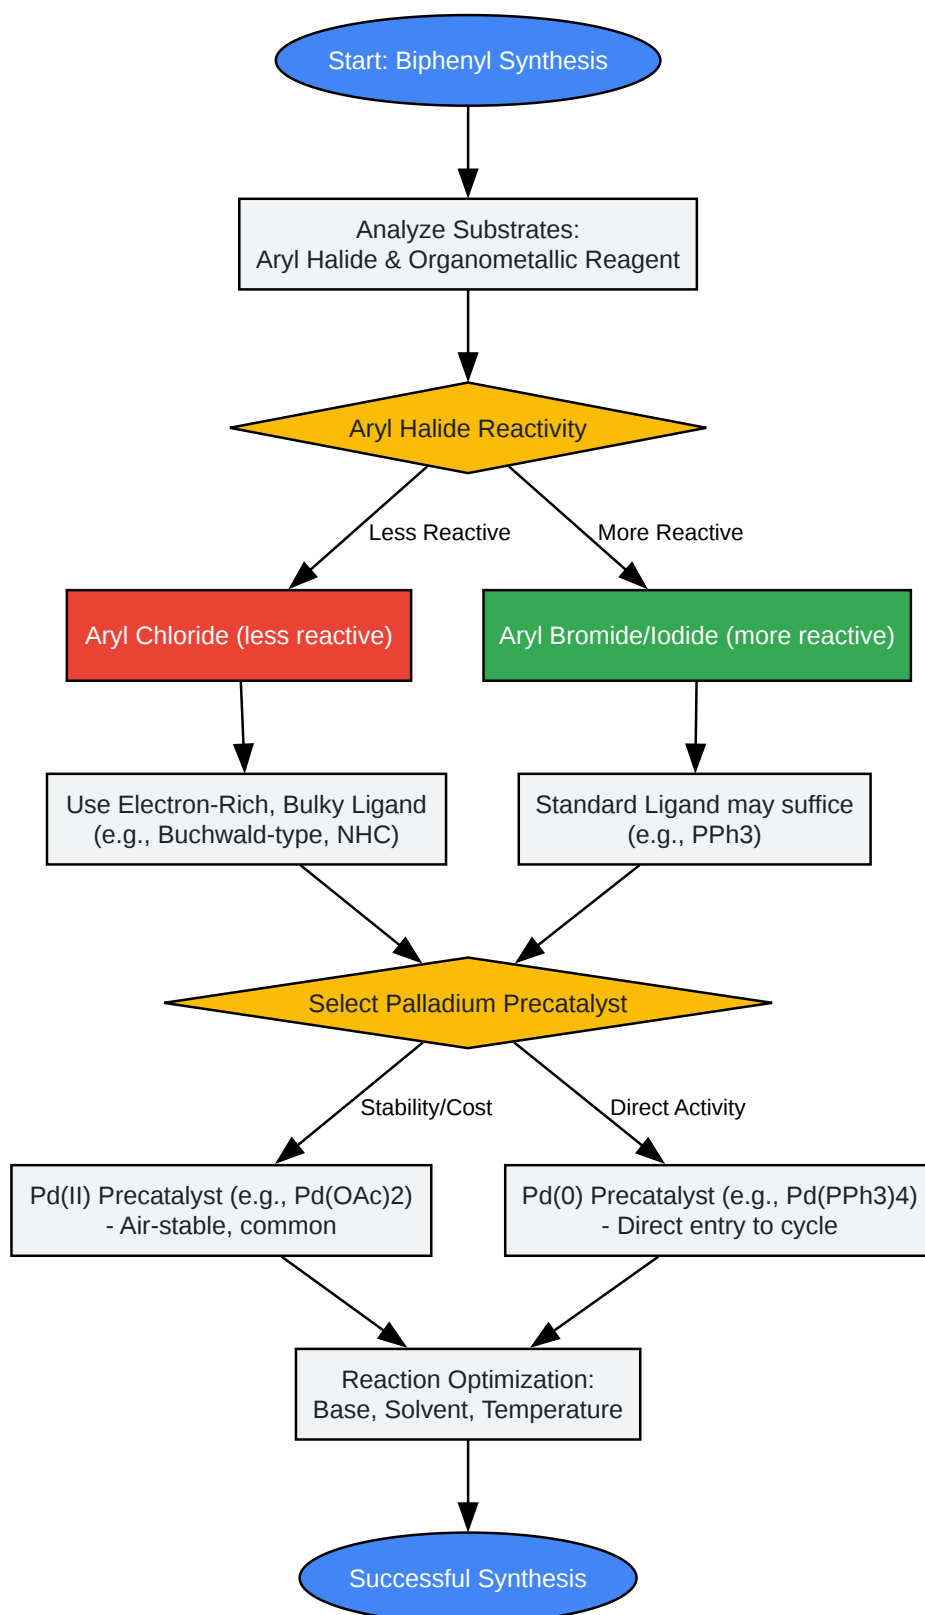 Start: Biphenyl Synthesis
Analyze Substrates:
Aryl Halide & Organometallic Reagent
Aryl Halide Reactivity
Less Reactive
More Reactive
Aryl Chloride (less reactive)
Aryl Bromide/Iodide (more reactive)
Use Electron-Rich, Bulky Ligand
(e.g., Buchwald-type, NHC)
Standard Ligand may suffice
(e.g., PPh3)
Select Palladium Precatalyst
Stability/Cost
Direct Activity
Pd(II) Precatalyst (e.g., Pd(OAc)2)
- Air-stable, common
Pd(0) Precatalyst (e.g., Pd(PPh3)4)
- Direct entry to cycle
Reaction Optimization:
Base, Solvent, Temperature
Successful Synthesis